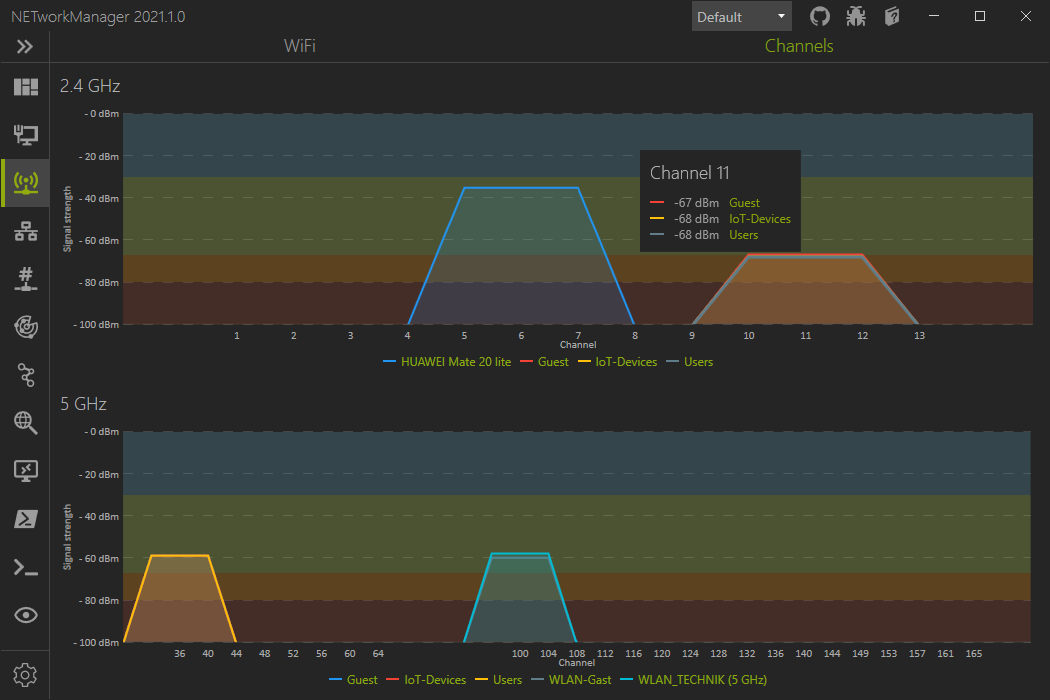 NETworkManager 2021.1.0
Default
WiFi Channels
2.4 GHz
- 0 dBm
- 20 dBm
- 40 dBm
- 60 dBm
- 80 dBm
- 100 dBm
Signal strength
Channel 11
-67 dBm Guest
-68 dBm IoT-Devices
-68 dBm Users
1 2 3 4 5 6 7 8 9 10 11 12 13
Channel
HUAWEI Mate 20 lite Guest IoT-Devices Users
5 GHz
- 0 dBm
- 20 dBm
- 40 dBm
- 60 dBm
- 80 dBm
- 100 dBm
Signal strength
36 40 44 48 52 56 60 64 100 104 108 112 116 120 124 128 132 136 140 144 149 153 157 161 165
Channel
Guest IoT-Devices Users WLAN-Gast WLAN_TECHNIK (5 GHz)